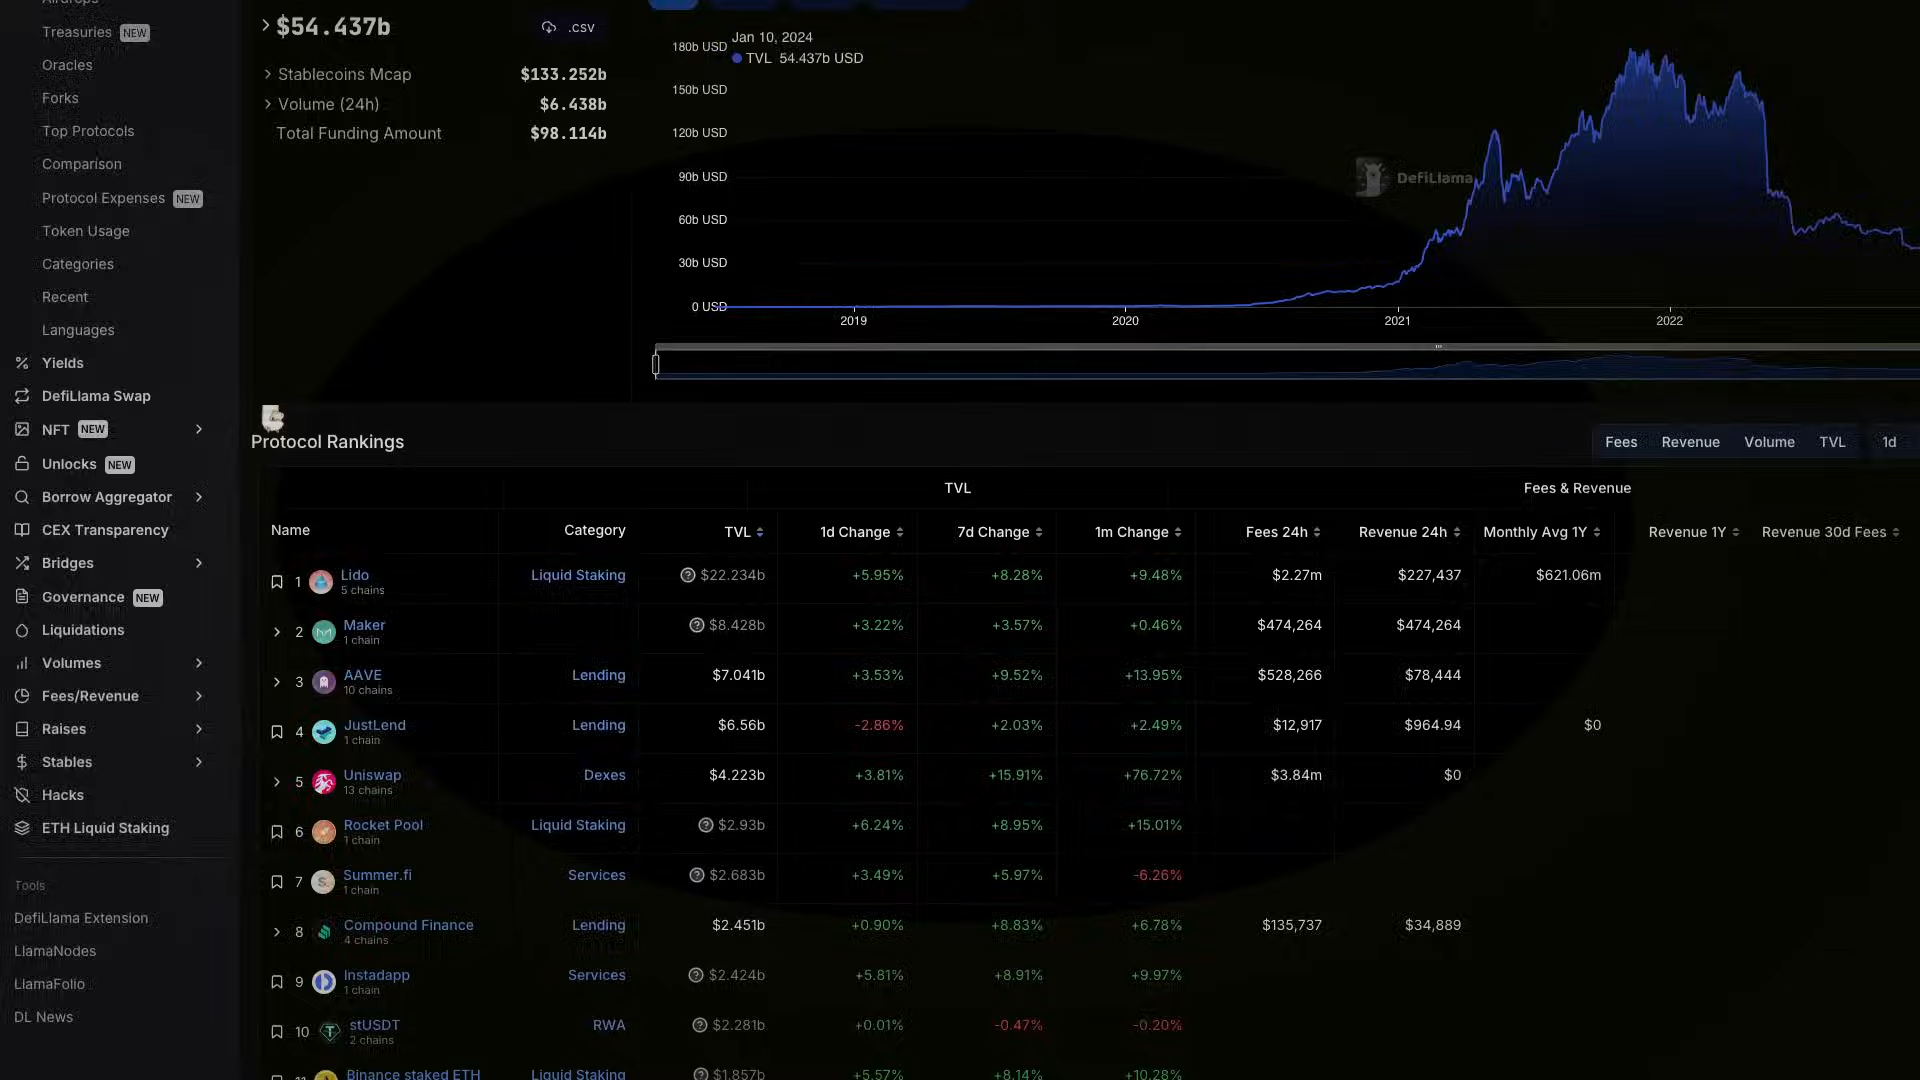 Treasuries NEW
Oracles
Forks
Top Protocols
Comparison
Protocol Expenses NEW
Token Usage
Categories
Recent
Languages
Yields
DefiLlama Swap
NFT NEW
Unlocks NEW
Borrow Aggregator
CEX Transparency
Bridges
Governance NEW
Liquidations
Volumes
Fees/Revenue
Raises
Stables
Hacks
ETH Liquid Staking
Tools
DefiLlama Extension
LlamaNodes
LlamaFolio
DL News
$54.437b
.csv
Stablecoins Mcap $133.252b
Volume (24h) $6.438b
Total Funding Amount $98.114b
Jan 10, 2024
TVL 54.437b USD
180b USD
150b USD
120b USD
90b USD
60b USD
30b USD
0 USD
DefiLlama
2019 2020 2021 2022
Protocol Rankings
Fees Revenue Volume TVL 1d
TVL Fees & Revenue
Name Category TVL 1d Change 7d Change 1m Change Fees 24h Revenue 24h Monthly Avg 1Y Revenue 1Y Revenue 30d Fees
1 Lido Liquid Staking $22.234b +5.95% +8.28% +9.48% $2.27m $227,437 $621.06m
5 chains
2 Maker $8.428b +3.22% +3.57% +0.46% $474,264 $474,264
1 chain
3 AAVE Lending $7.041b +3.53% +9.52% +13.95% $528,266 $78,444
10 chains
4 JustLend Lending $6.56b -2.86% +2.03% +2.49% $12,917 $964.94 $0
1 chain
5 Uniswap Dexes $4.223b +3.81% +15.91% +76.72% $3.84m $0
13 chains
6 Rocket Pool Liquid Staking $2.93b +6.24% +8.95% +15.01%
1 chain
7 Summer.fi Services $2.683b +3.49% +5.97% -6.26%
1 chain
8 Compound Finance Lending $2.451b +0.90% +8.83% +6.78% $135,737 $34,889
4 chains
9 Instadapp Services $2.424b +5.81% +8.91% +9.97%
1 chain
10 stUSDT RWA $2.281b +0.01% -0.47% -0.20%
2 chains
11 Binance staked ETH Liquid Staking $1.857b +5.57% +8.14% +10.28%